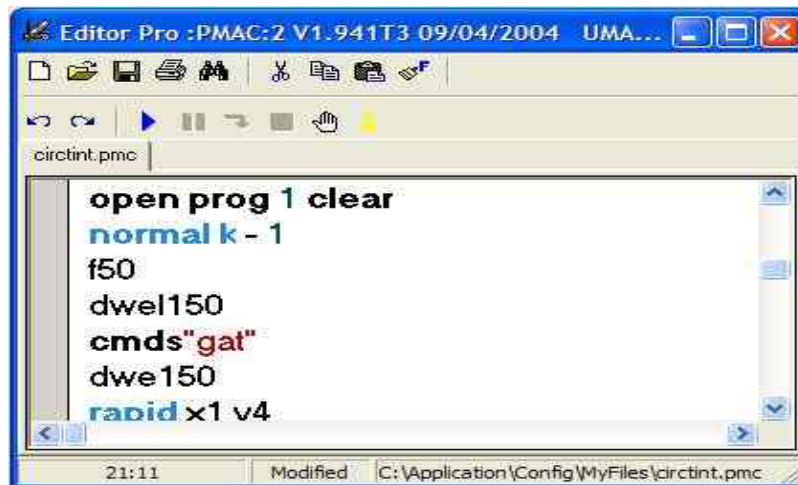 Editor Pro :PMAC:2 V1.941T3 09/04/2004 UMA...
circtint.pmc
open prog 1 clear
normal k - 1
f50
dwel150
cmds"gat"
dwe150
rapid x1 y4
21:11 Modified C:\Application\Config\MyFiles\circtint.pmc